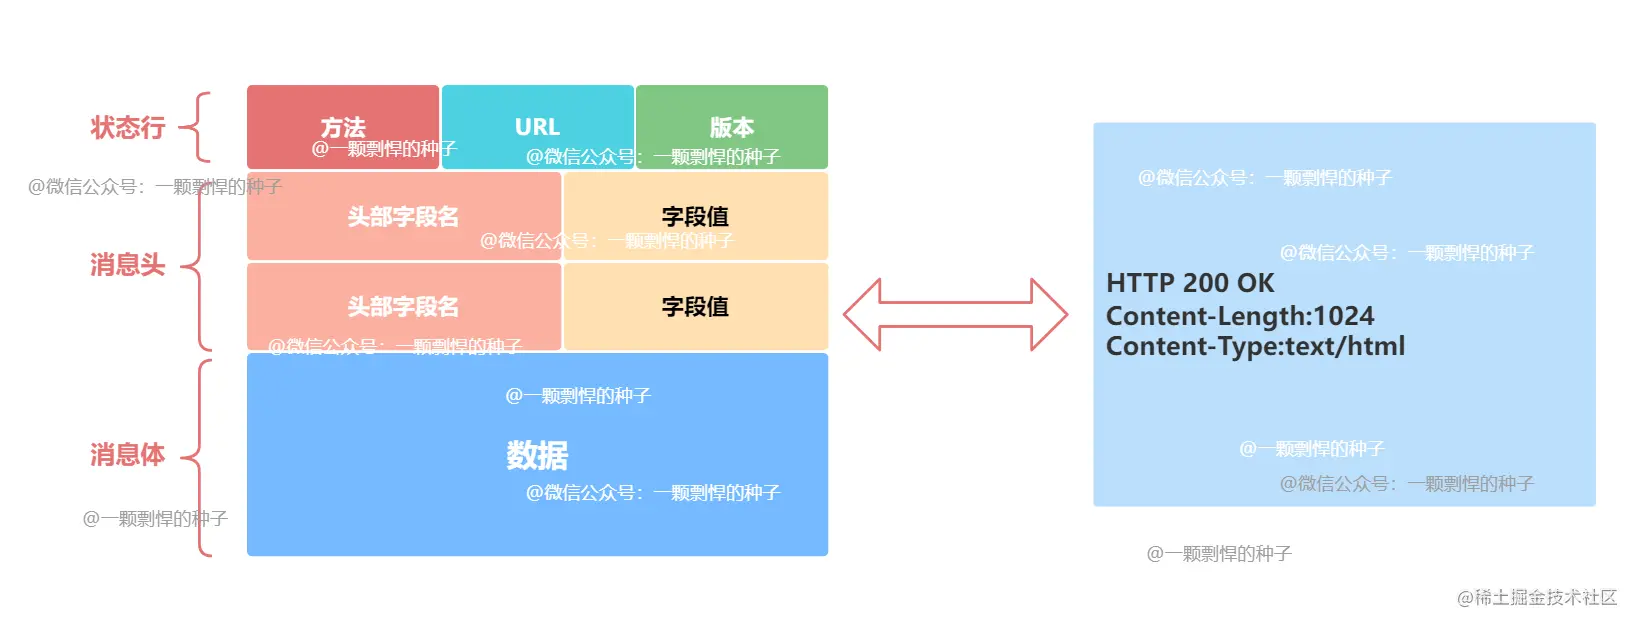 状态行
方法
URL
版本
@一颗剽悍的种子
@微信公众号：一颗剽悍的种子
@微信公众号：一颗剽悍的种子
消息头
头部字段名
字段值
@微信公众号：一颗剽悍的种子
头部字段名
字段值
@微信公众号：一颗剽悍的种子
消息体
@一颗剽悍的种子
数据
@微信公众号：一颗剽悍的种子
@一颗剽悍的种子
@微信公众号：一颗剽悍的种子
@微信公众号：一颗剽悍的种子
HTTP 200 OK
Content-Length:1024
Content-Type:text/html
@一颗剽悍的种子
@微信公众号：一颗剽悍的种子
@一颗剽悍的种子
@稀土掘金技术社区